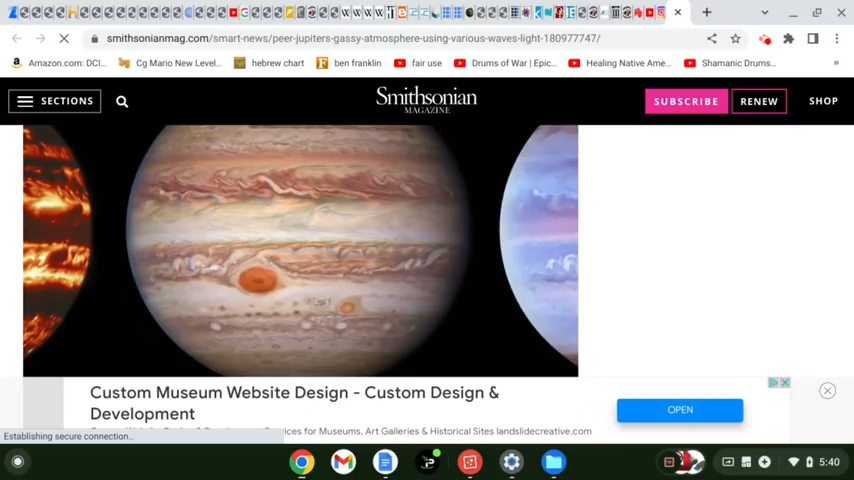 smithsonianmag.com/smart-news/peer-jupiters-gassy-atmosphere-using-various-waves-light-180977747/
Amazon.com: DCI...
Cg Mario New Level...
hebrew chart
ben franklin
fair use
Drums of War | Epic...
Healing Native Ame...
Shamanic Drums...
»
SECTIONS
Smithsonian
MAGAZINE
SUBSCRIBE
RENEW
SHOP
Custom Museum Website Design - Custom Design &
Development
for Museums, Art Galleries & Historical Sites landslidecreative.com
OPEN
Establishing secure connection...
5:40